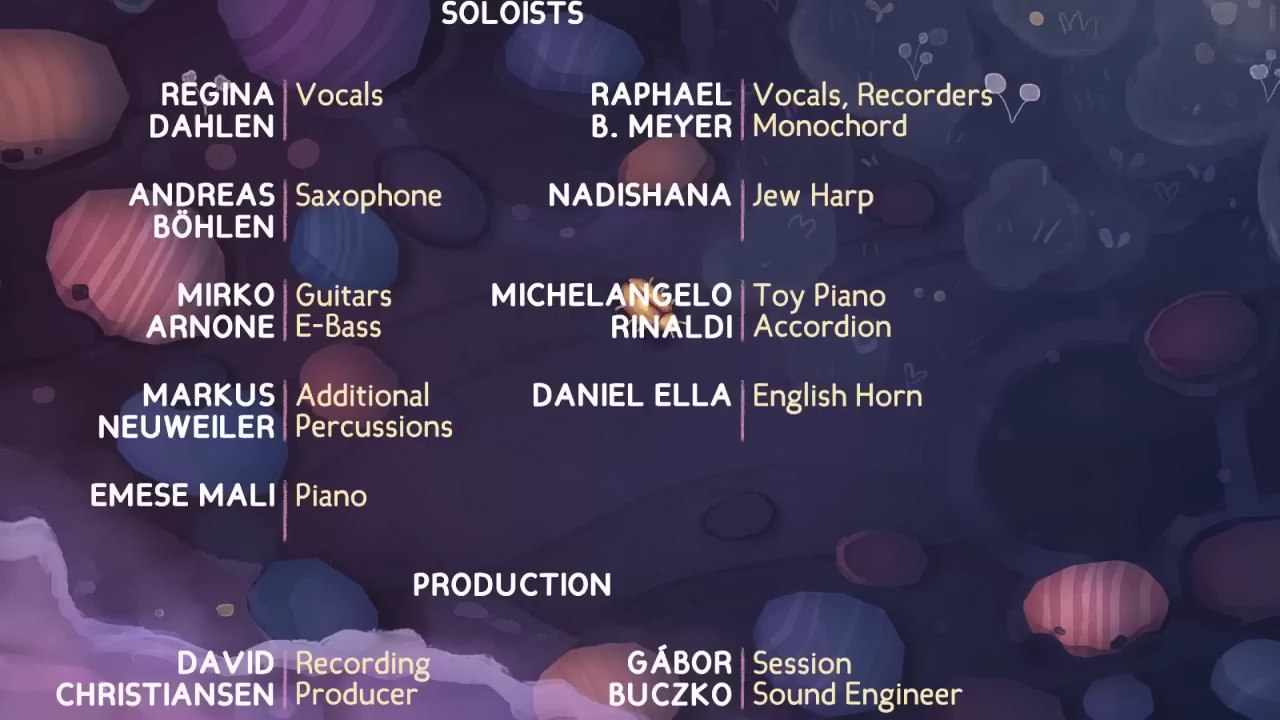 SOLOISTS
REGINA DAHLEN
Vocals
RAPHAEL B. MEYER
Vocals, Recorders
Monochord
ANDREAS BÖHLEN
Saxophone
NADISHANA
Jew Harp
MIRKO ARNONE
Guitars
E-Bass
MICHELANGELO RINALDI
Toy Piano
Accordion
MARKUS NEUWEILER
Additional
Percussions
DANIEL ELLA
English Horn
EMESE MALI
Piano
PRODUCTION
DAVID CHRISTIANSEN
Recording
Producer
GÁBOR BUCZKO
Session
Sound Engineer